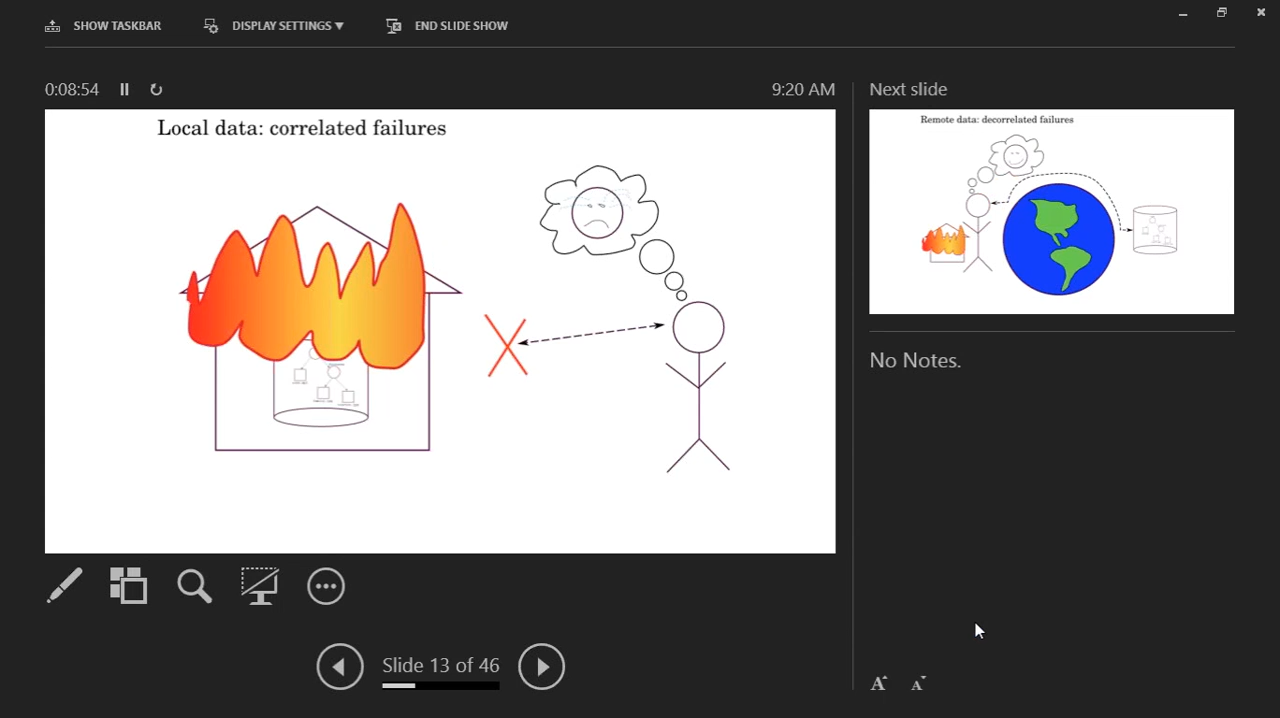 SHOW TASKBAR
DISPLAY SETTINGS ▼
END SLIDE SHOW
0:08:54
9:20 AM
Next slide
Local data: correlated failures
Remote data: decorrelated failures
No Notes.
Slide 13 of 46
A
A